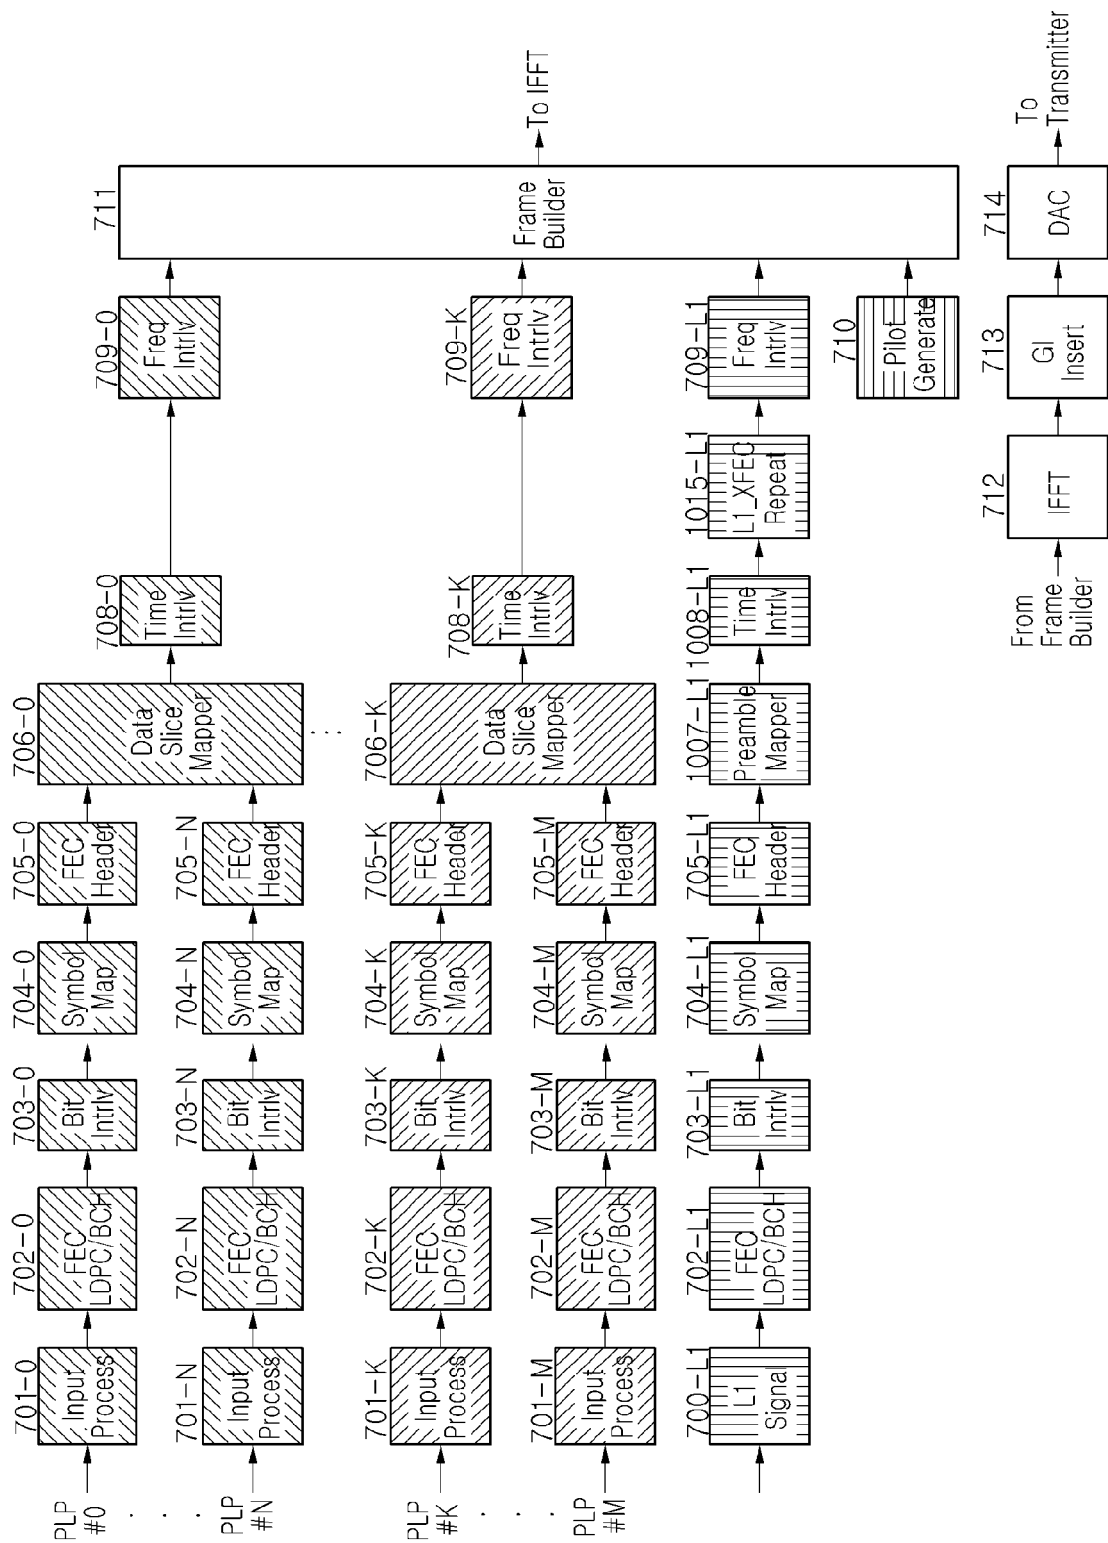 PLP
#0
701-0
Input
Process
702-0
FEC
LDPC/BCH
703-0
Bit
Intrlv
704-0
Symbol
Map
705-0
FEC
Header
706-0
Data
Slice
Mapper
708-0
Time
Intrlv
709-0
Freq
Intrlv
711
Frame
Builder
To IFFT
PLP
#N
701-N
Input
Process
702-N
FEC
LDPC/BCH
703-N
Bit
Intrlv
704-N
Symbol
Map
705-N
FEC
Header
PLP
#K
701-K
Input
Process
702-K
FEC
LDPC/BCH
703-K
Bit
Intrlv
704-K
Symbol
Map
705-K
FEC
Header
706-K
Data
Slice
Mapper
708-K
Time
Intrlv
709-K
Freq
Intrlv
PLP
#M
701-M
Input
Process
702-M
FEC
LDPC/BCH
703-M
Bit
Intrlv
704-M
Symbol
Map
705-M
FEC
Header
700-L1
L1
Signal
702-L1
FEC
LDPC/BCH
703-L1
Bit
Intrlv
704-L1
Symbol
Map
705-L1
FEC
Header
1007-L1
Preamble
Mapper
1008-L1
Time
Intrlv
1015-L1
L1_XFEC
Repeat
709-L1
Freq
Intrlv
710
Pilot
Generate
From
Frame
Builder
712
IFFT
713
GI
Insert
714
DAC
To
Transmitter